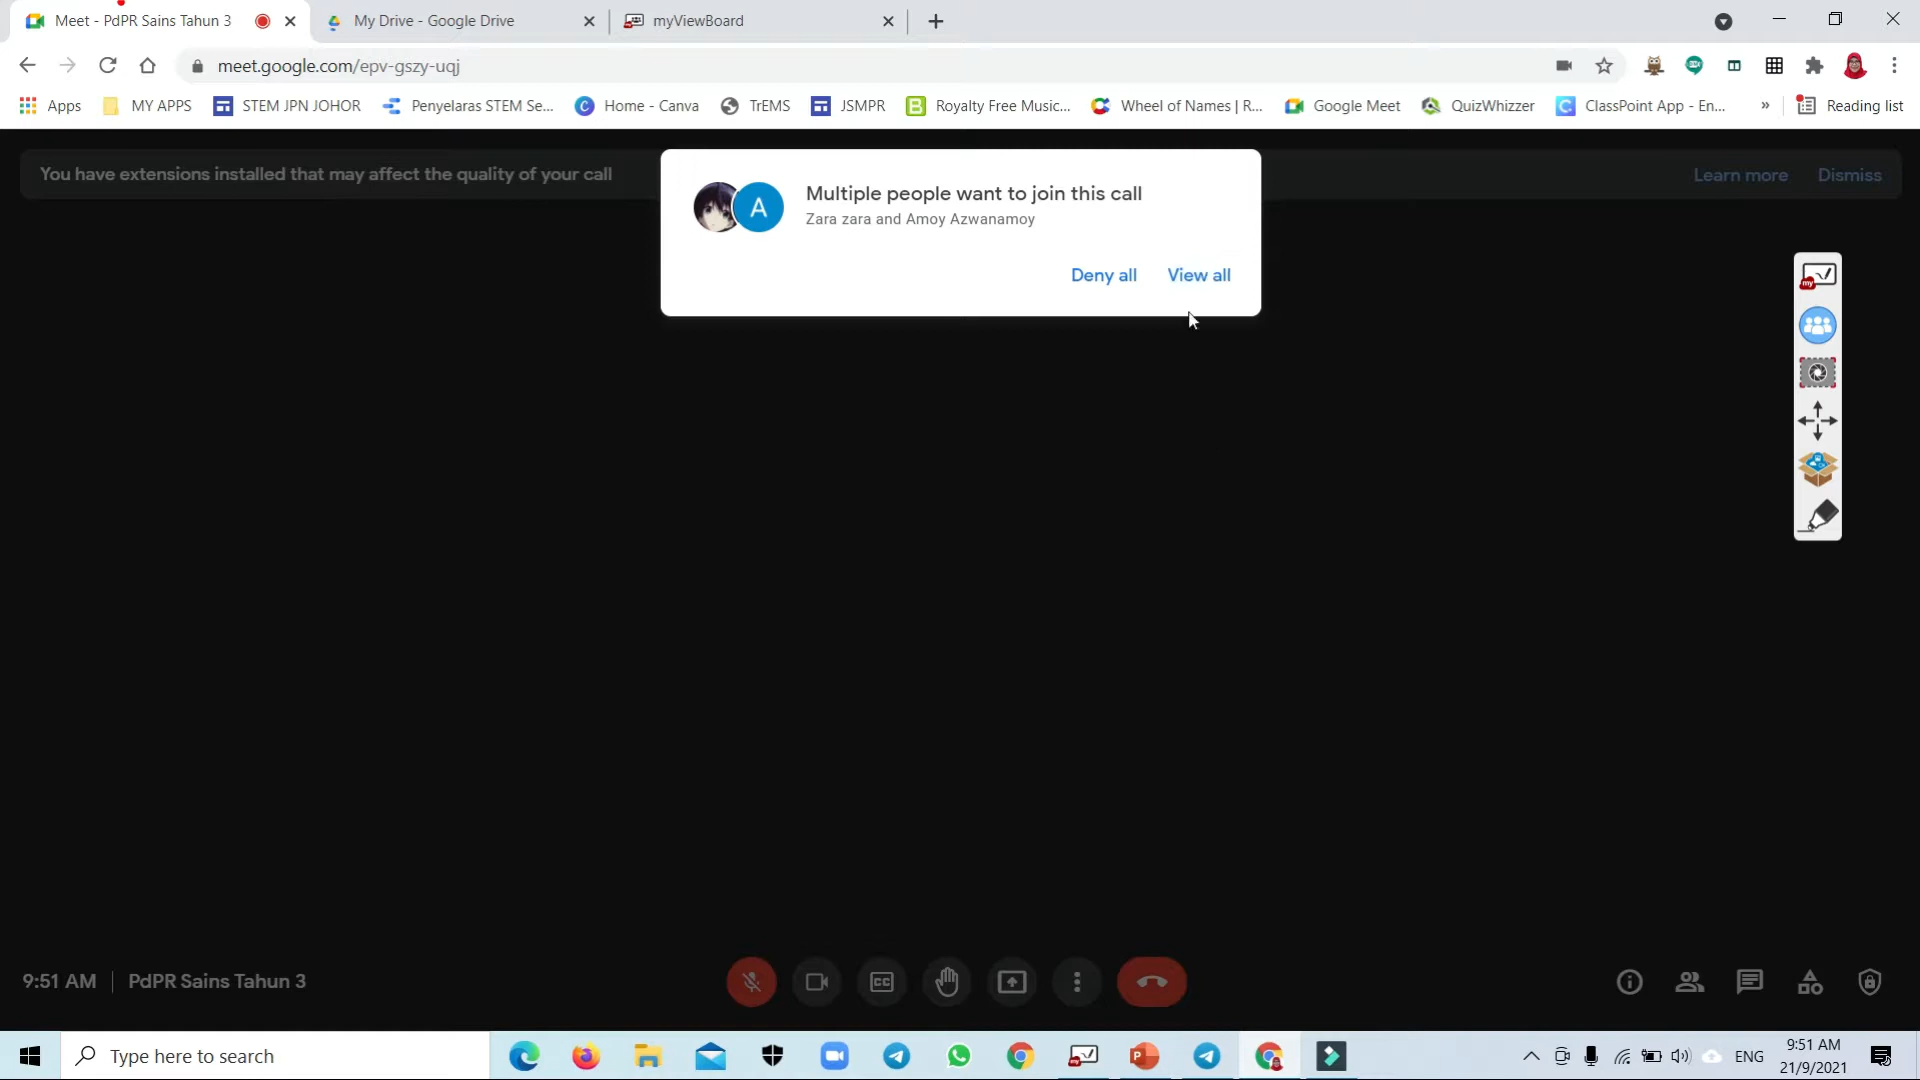 Meet - PdPR Sains Tahun 3
My Drive - Google Drive
myViewBoard
meet.google.com/epv-gszy-uqj
Apps
MY APPS
STEM JPN JOHOR
Penyelaras STEM Se...
Home - Canva
TrEMS
JSMPR
Royalty Free Music...
Wheel of Names | R...
Google Meet
QuizWhizzer
ClassPoint App - En...
»
Reading list
You have extensions installed that may affect the quality of your call
Learn more
Dismiss
A
Multiple people want to join this call
Zara zara and Amoy Azwanamoy
Deny all
View all
my
9:51 AM
PdPR Sains Tahun 3
CC
Type here to search
ENG
9:51 AM
21/9/2021